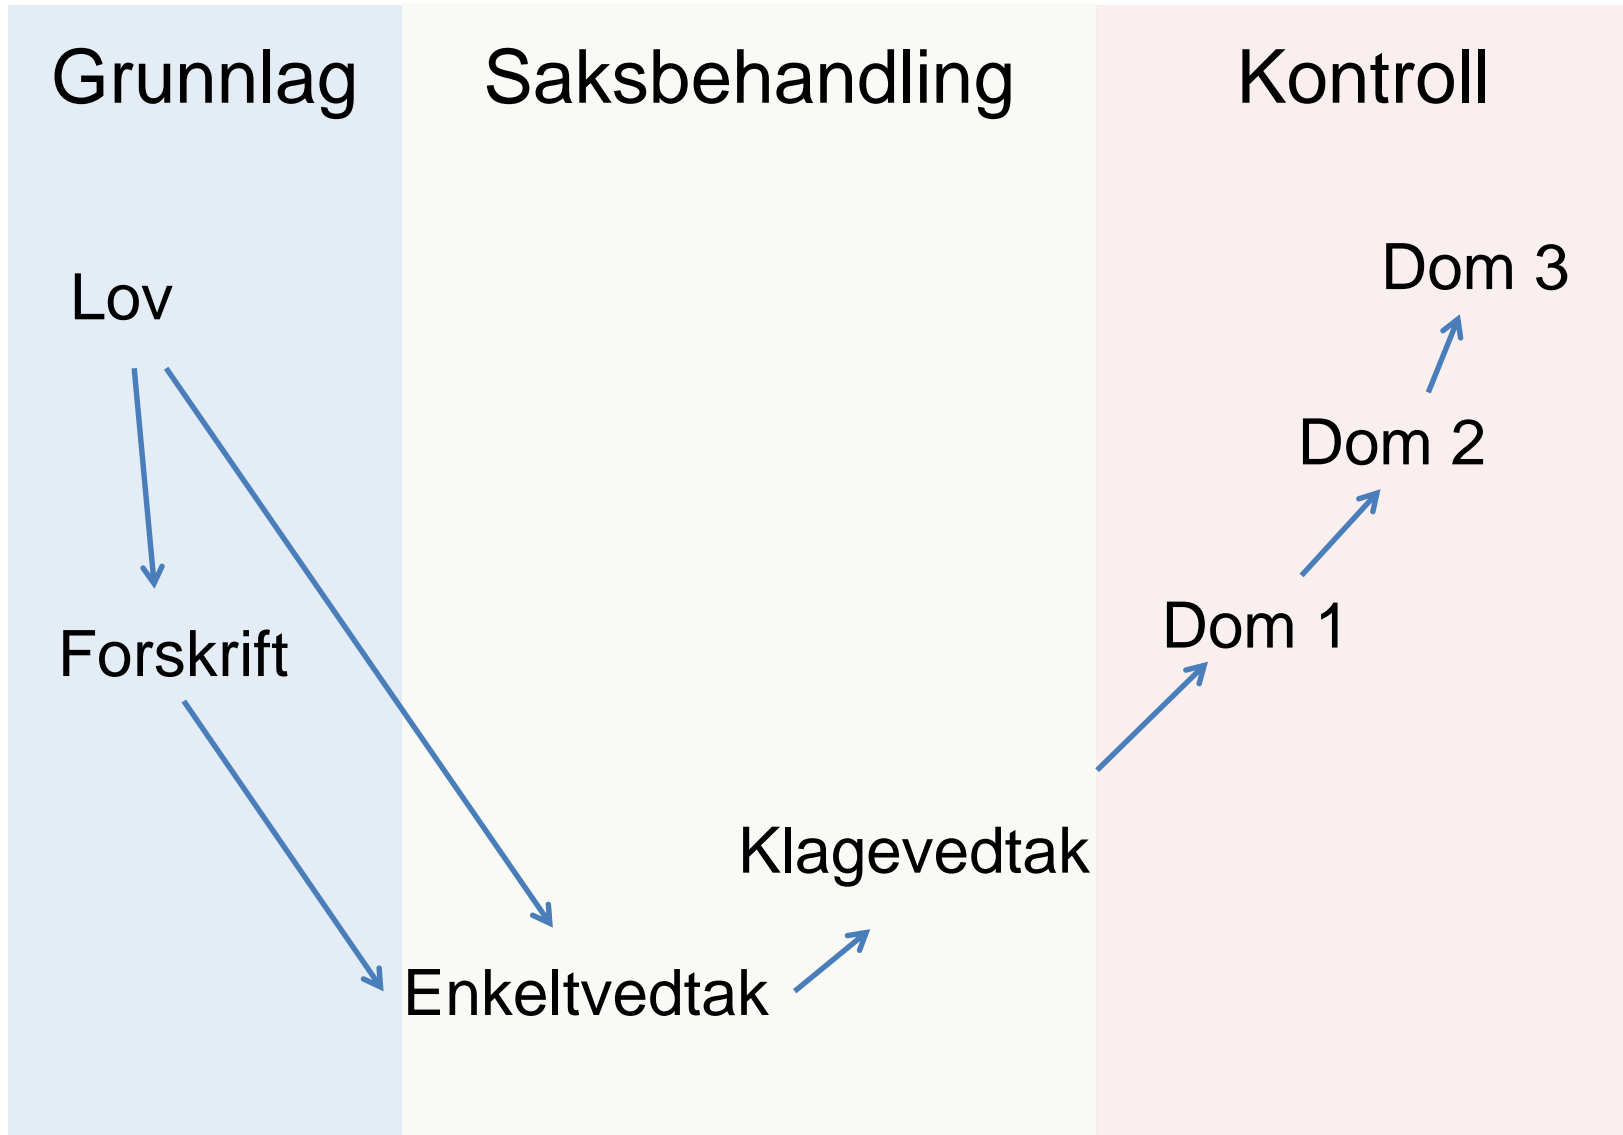 Grunnlag
Saksbehandling
Kontroll
Lov
Forskrift
Enkeltvedtak
Klagevedtak
Dom 1
Dom 2
Dom 3